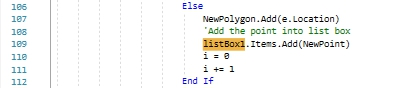 106 Else
107 NewPolygon.Add(e.Location)
108 'Add the point into list box
109 listBox1.Items.Add(NewPoint)
110 i = 0
111 i += 1
112 End If